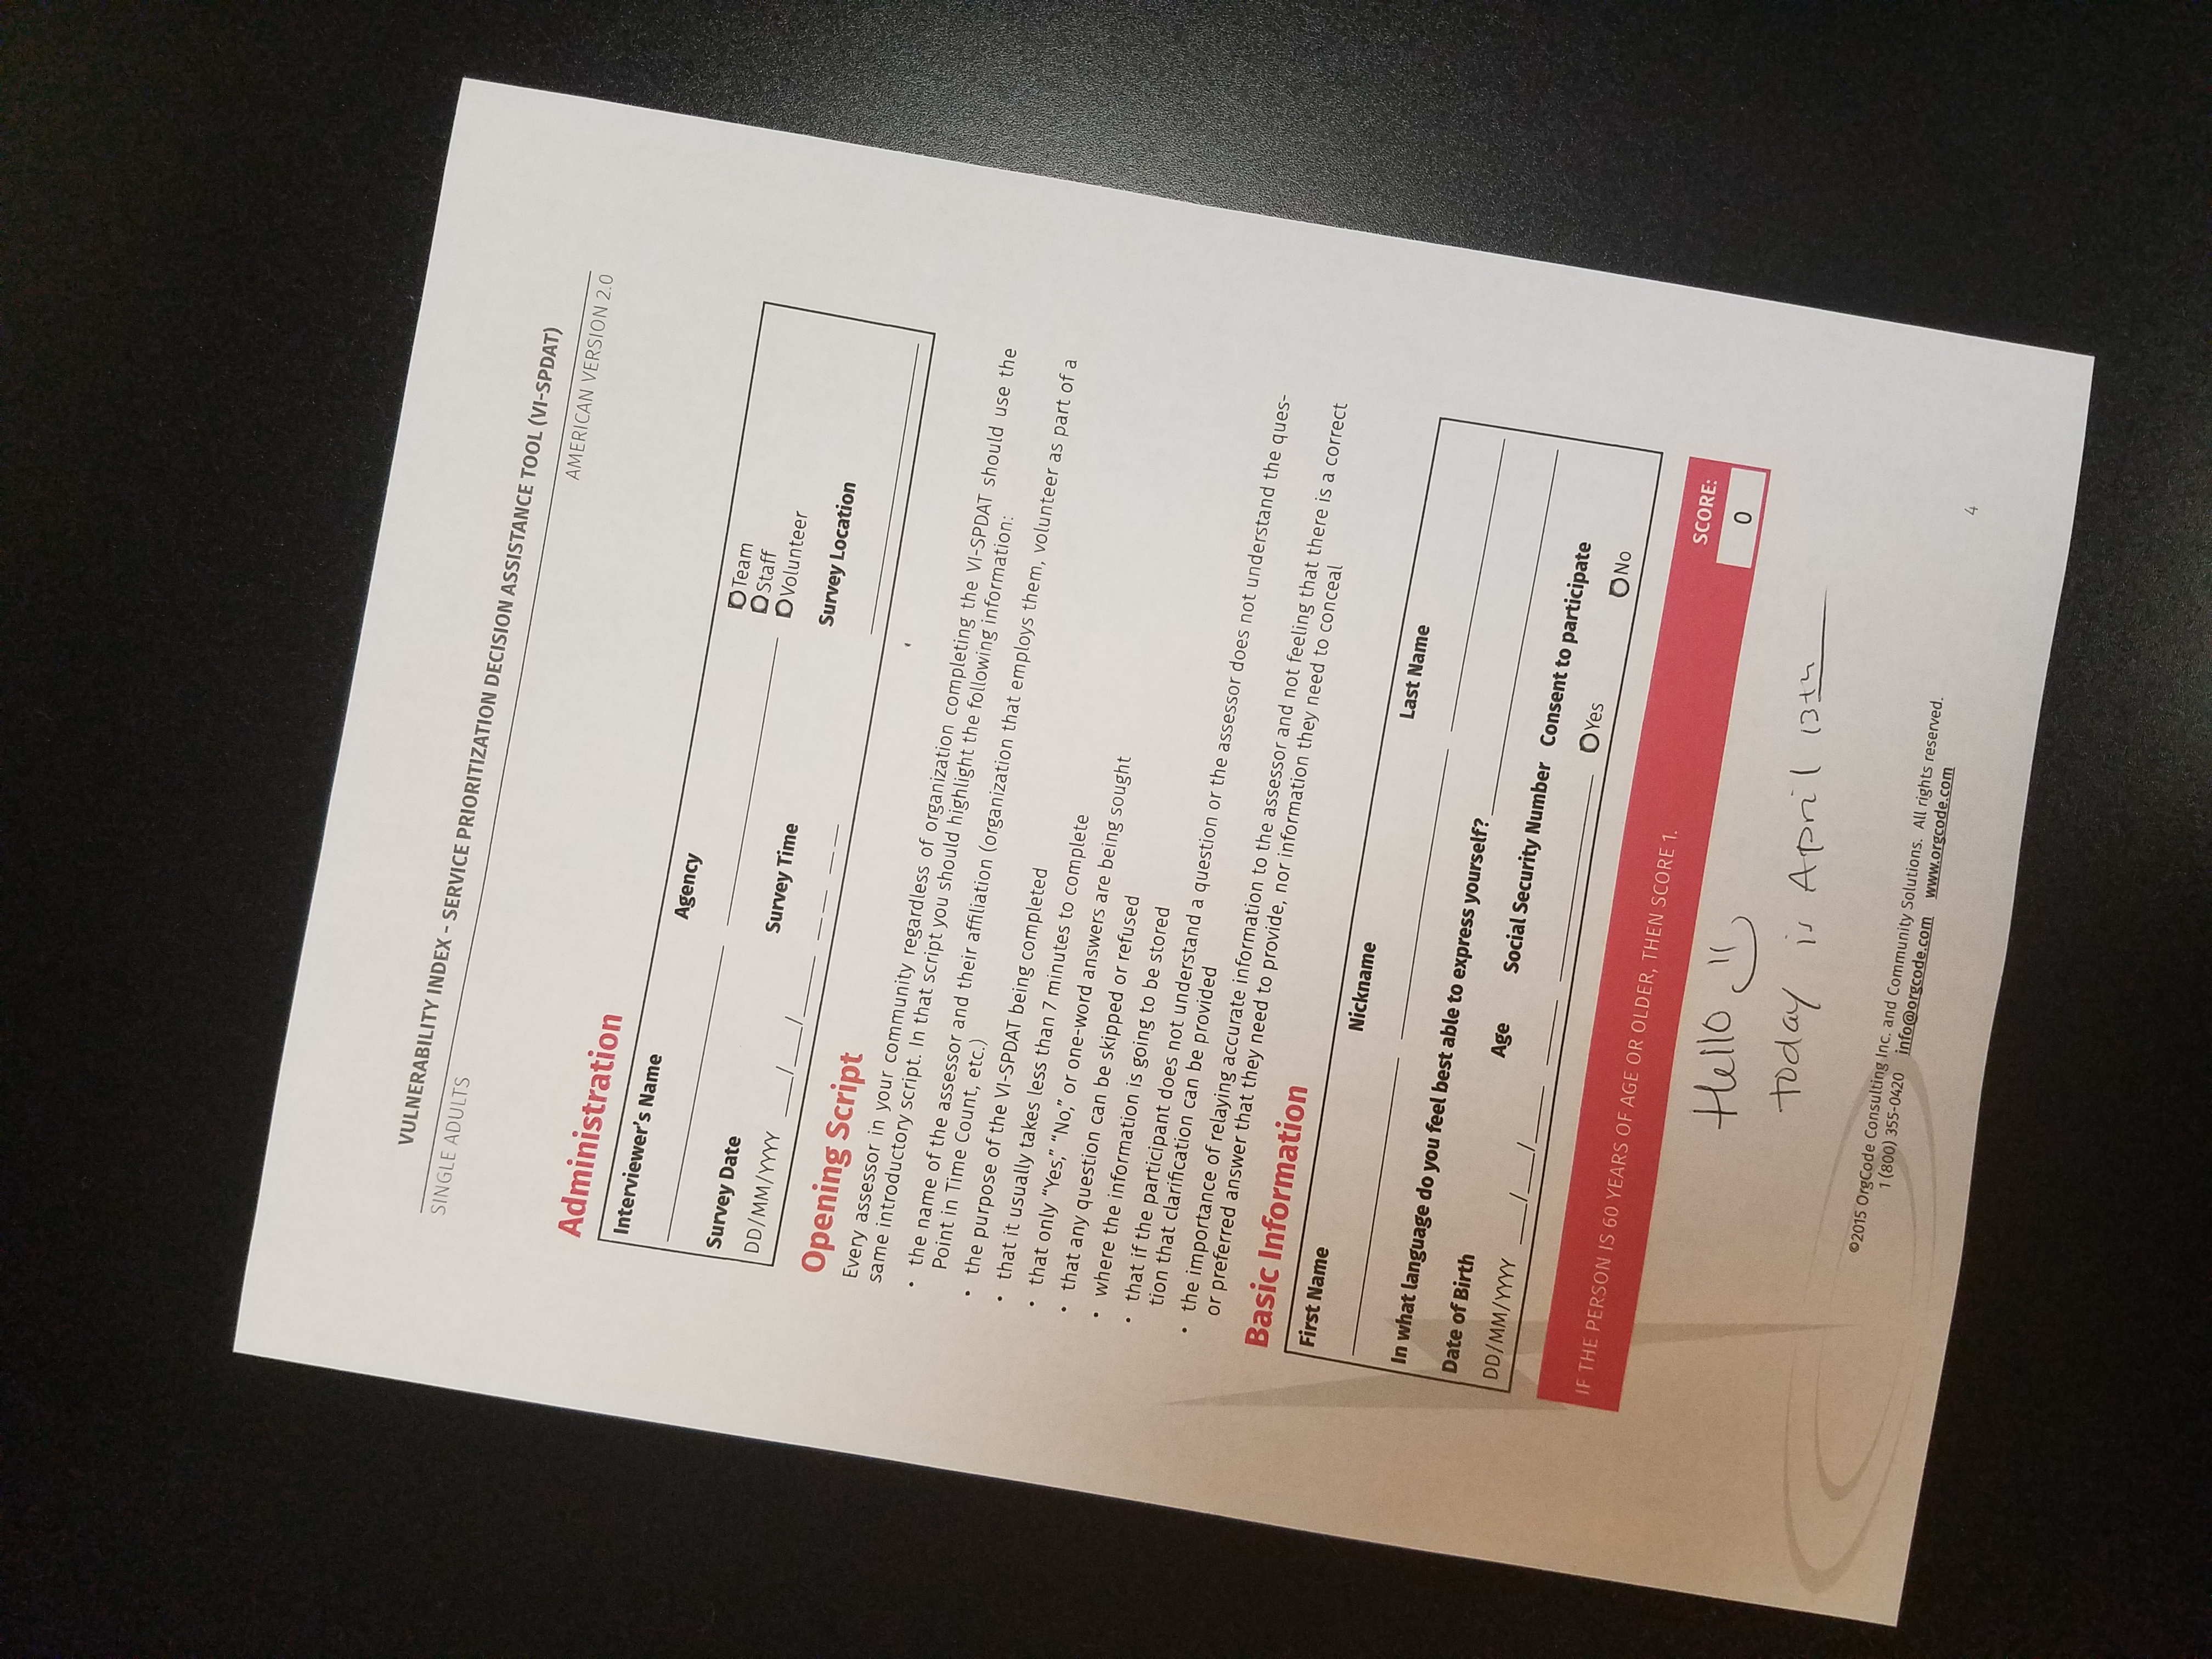 VULNERABILITY INDEX - SERVICE PRIORITIZATION DECISION ASSISTANCE TOOL (VI-SPDAT)
SINGLE ADULTS
AMERICAN VERSION 2.0
Administration
Interviewer's Name
Agency
Team
Staff
Volunteer
Survey Date
DD/MM/YYYY ___/___/____
Survey Time
__ __
Survey Location
Opening Script
Every assessor in your community regardless of organization completing the VI-SPDAT should use the
same introductory script. In that script you should highlight the following information:
• the name of the assessor and their affiliation (organization that employs them, volunteer as part of a
Point in Time Count, etc.)
• the purpose of the VI-SPDAT being completed
• that it usually takes less than 7 minutes to complete
• that only “Yes,” “No,” or one-word answers are being sought
• that any question can be skipped or refused
• where the information is going to be stored
• that if the participant does not understand a question or the assessor does not understand the ques-
tion that clarification can be provided
• the importance of relaying accurate information to the assessor and not feeling that there is a correct
or preferred answer that they need to provide, nor information they need to conceal
Basic Information
First Name
Nickname
Last Name
In what language do you feel best able to express yourself?
Date of Birth
DD/MM/YYYY ___/___/____
Age
Social Security Number
Consent to participate
Yes
No
IF THE PERSON IS 60 YEARS OF AGE OR OLDER, THEN SCORE 1.
SCORE:
0
Hello
today is April 13th
©2015 OrgCode Consulting Inc. and Community Solutions. All rights reserved.
1 (800) 355-0420 info@orgcode.com www.orgcode.com
4